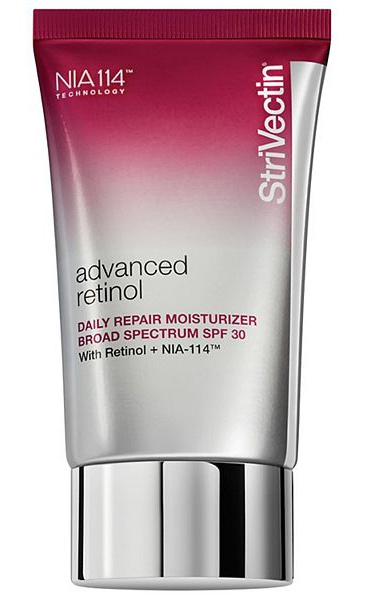 NIA114™
TECHNOLOGY
StriVectin®
advanced
retinol
DAILY REPAIR MOISTURIZER
BROAD SPECTRUM SPF 30
With Retinol + NIA-114™